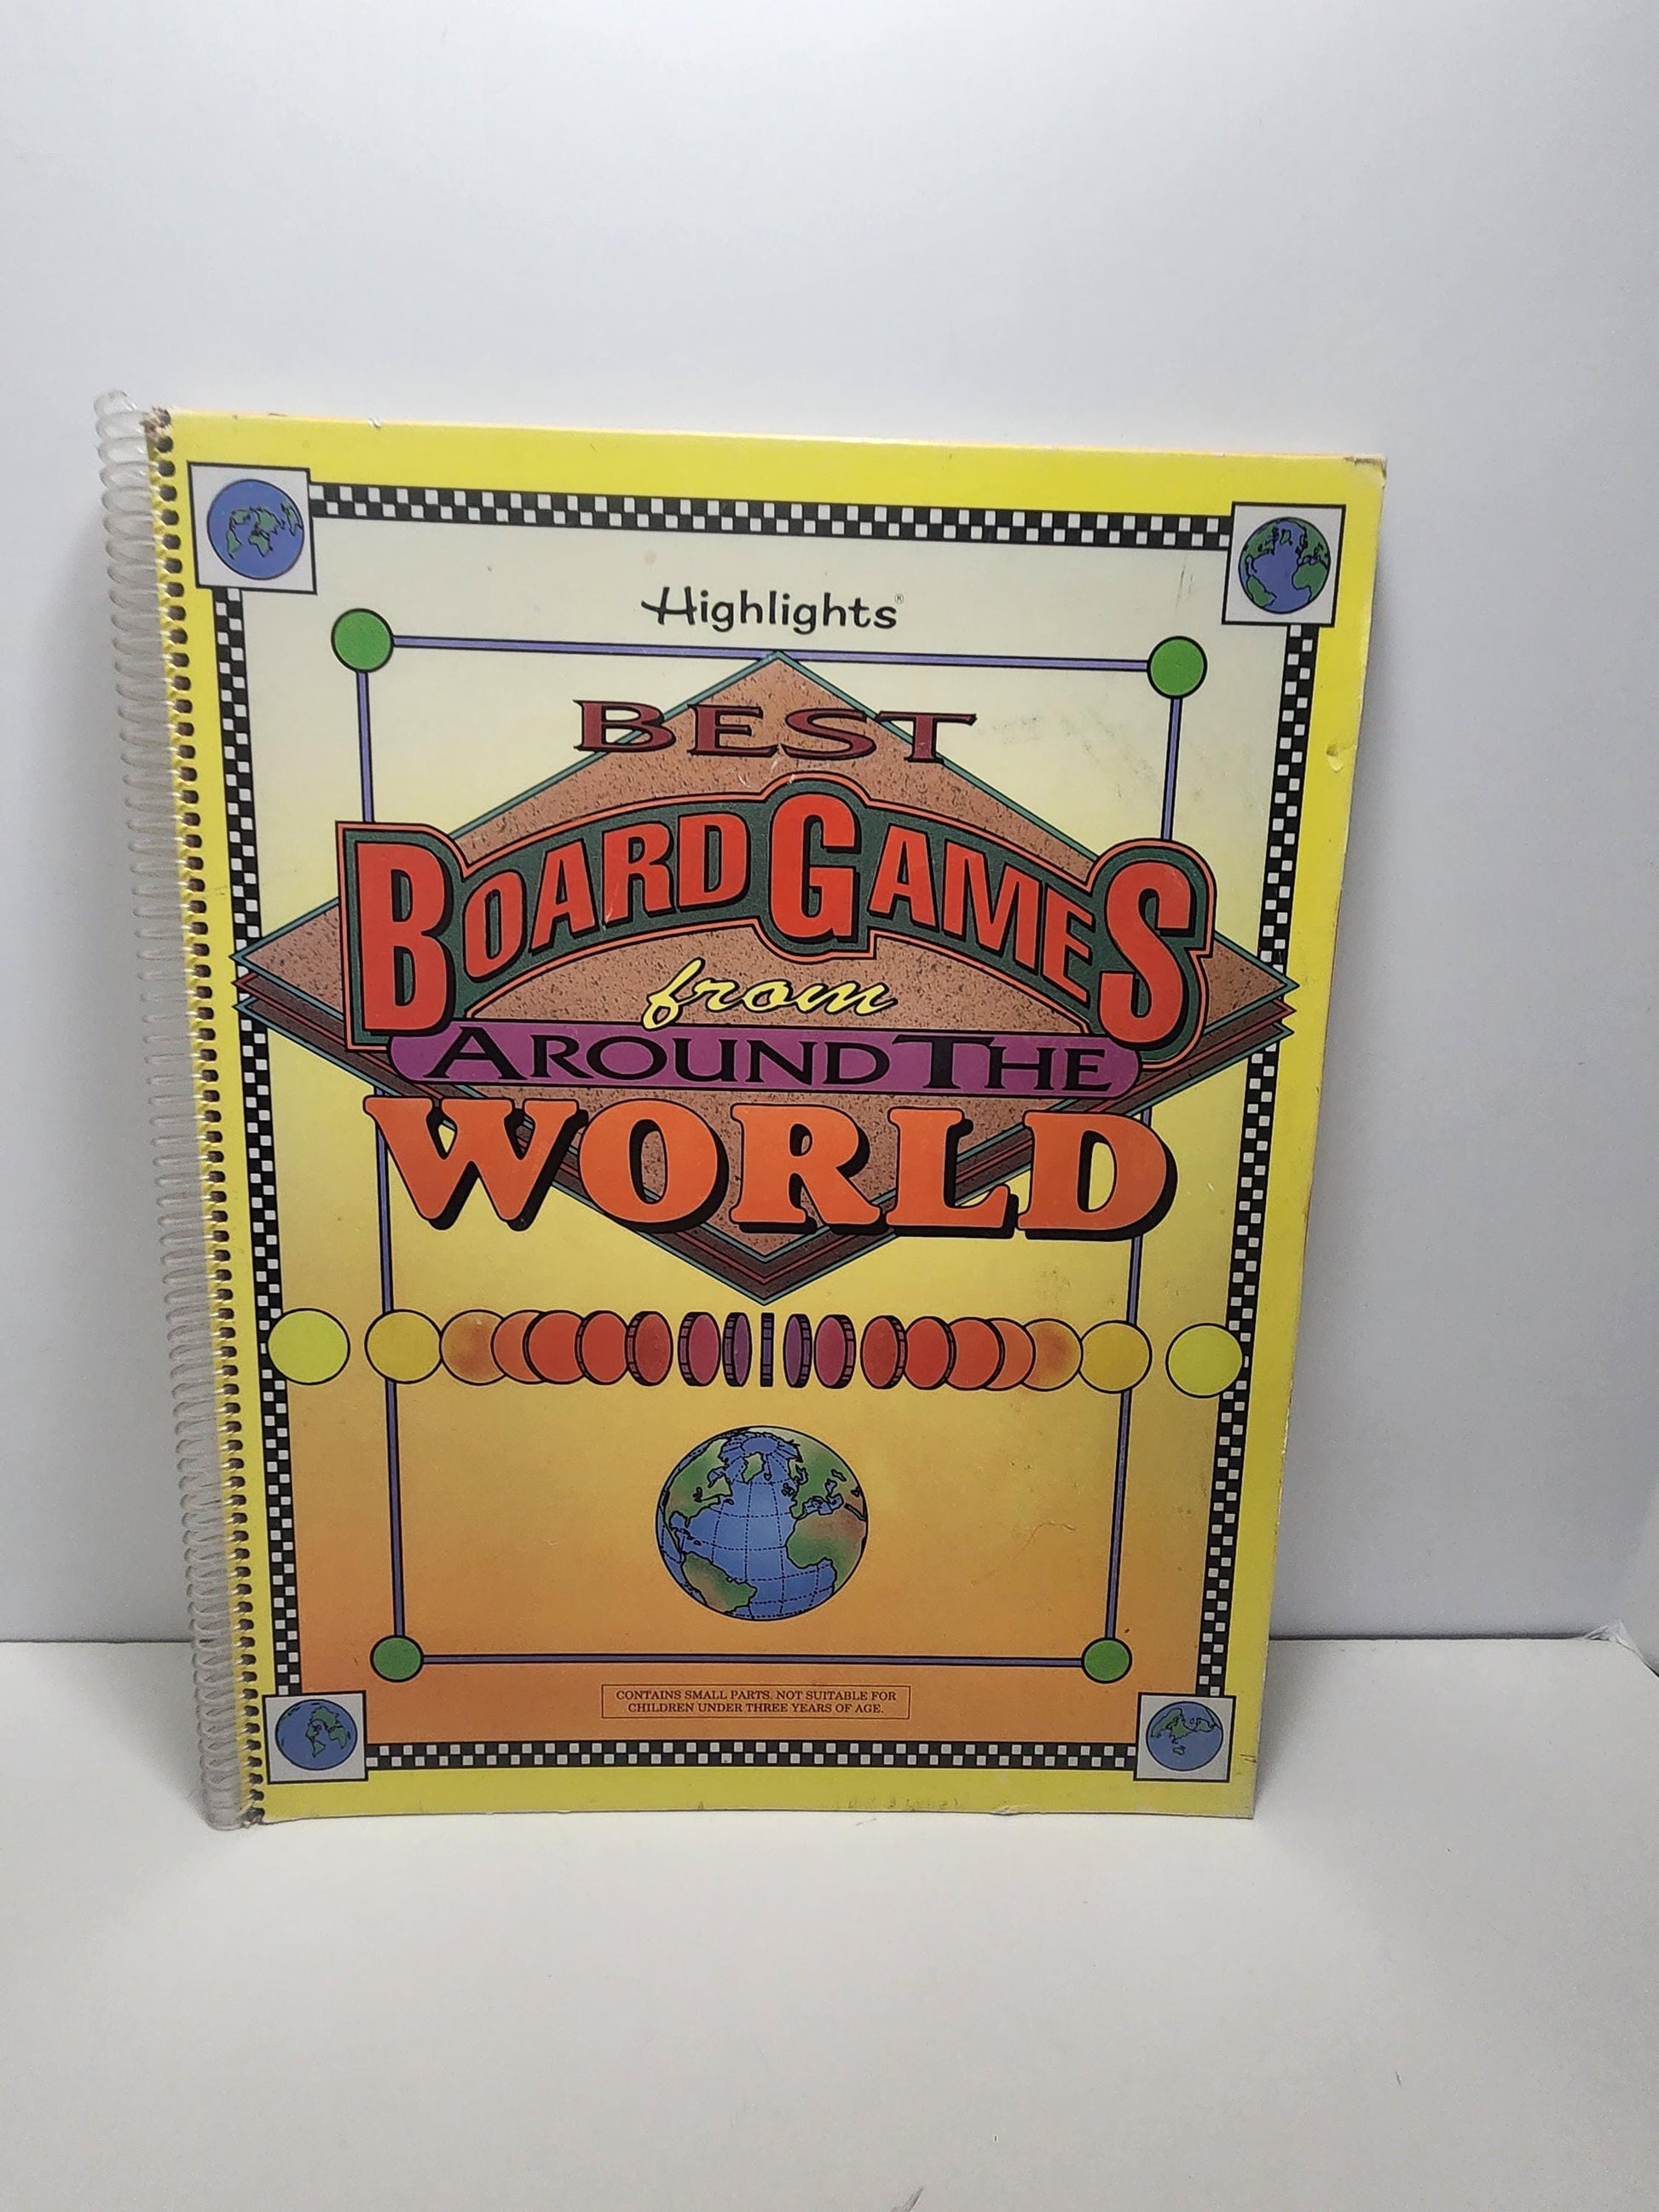 Highlights®
BEST
BOARD GAMES
from
AROUND THE
WORLD
CONTAINS SMALL PARTS. NOT SUITABLE FOR
CHILDREN UNDER THREE YEARS OF AGE.